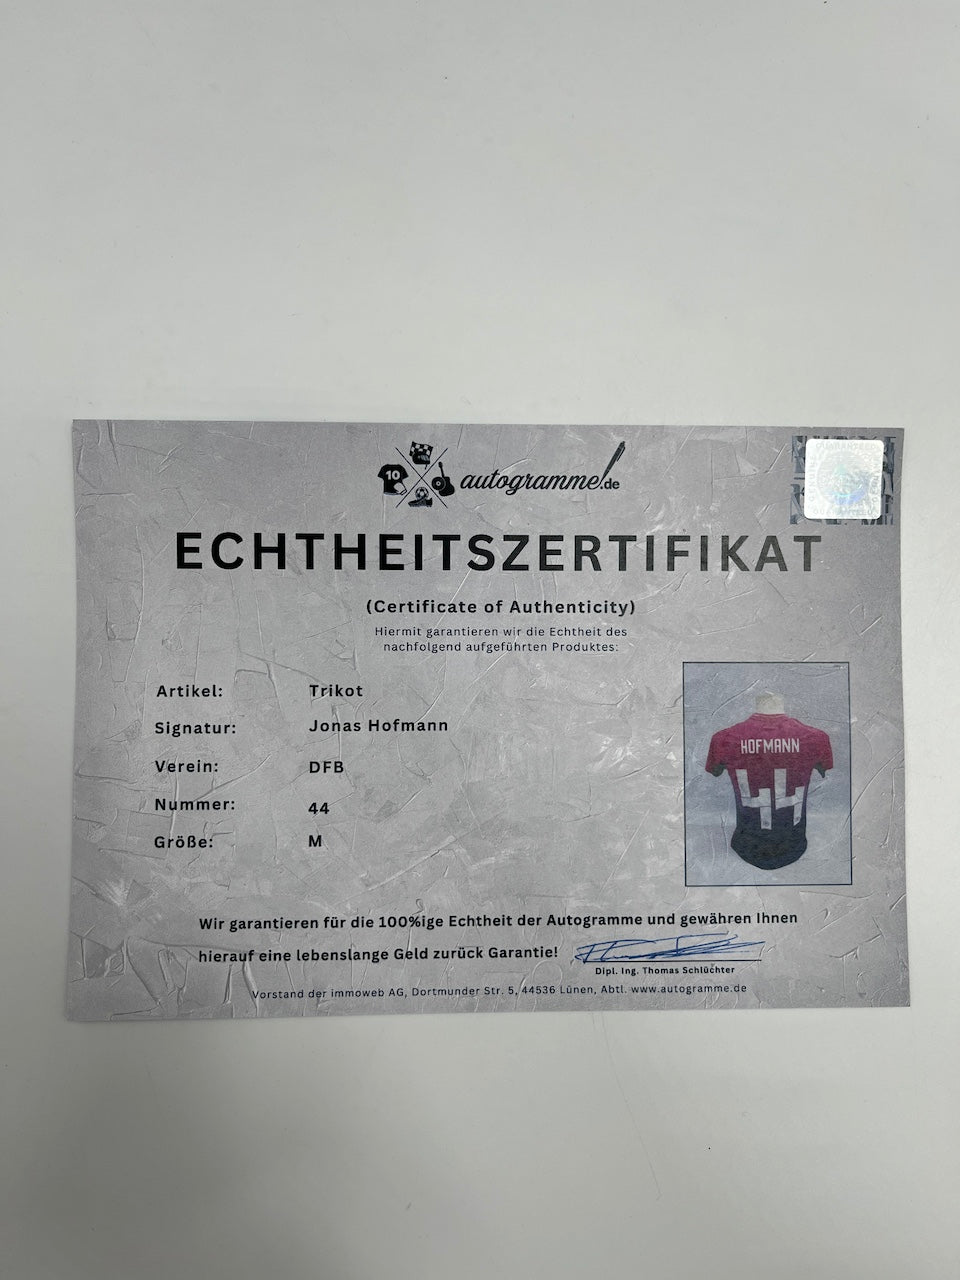 10
autogramme!.de
ECHTHEITSZERTIFIKAT
(Certificate of Authenticity)
Hiermit garantieren wir die Echtheit des
nachfolgend aufgeführten Produktes:
Artikel: Trikot
Signatur: Jonas Hofmann
Verein: DFB
Nummer: 44
Größe: M
HOFMANN
44
Wir garantieren für die 100%ige Echtheit der Autogramme und gewähren Ihnen
hierauf eine lebenslange Geld zurück Garantie!
Dipl. Ing. Thomas Schlüchter
Vorstand der immoweb AG, Dortmunder Str. 5, 44536 Lünen, Abtl. www.autogramme.de